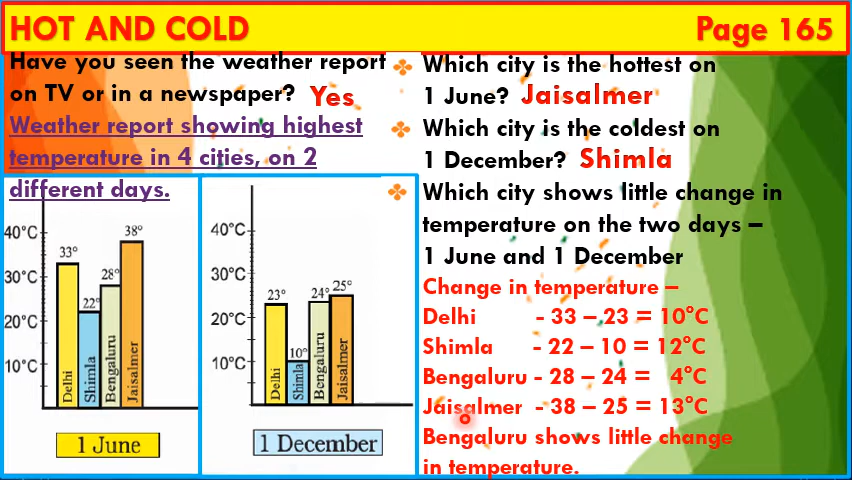 HOT AND COLD
Page 165
Have you seen the weather report
on TV or in a newspaper? Yes
Weather report showing highest
temperature in 4 cities, on 2
different days.
40°C
30°C
20°C
10°C
33°
22°
28°
38°
Delhi
Shimla
Bengaluru
Jaisalmer
1 June
40°C
30°C
20°C
10°C
23°
10°
24°
25°
Delhi
Shimla
Bengaluru
Jaisalmer
1 December
Which city is the hottest on
1 June? Jaisalmer
Which city is the coldest on
1 December? Shimla
Which city shows little change in
temperature on the two days –
1 June and 1 December
Change in temperature –
Delhi - 33 – 23 = 10°C
Shimla - 22 – 10 = 12°C
Bengaluru - 28 – 24 = 4°C
Jaisalmer - 38 – 25 = 13°C
Bengaluru shows little change
in temperature.